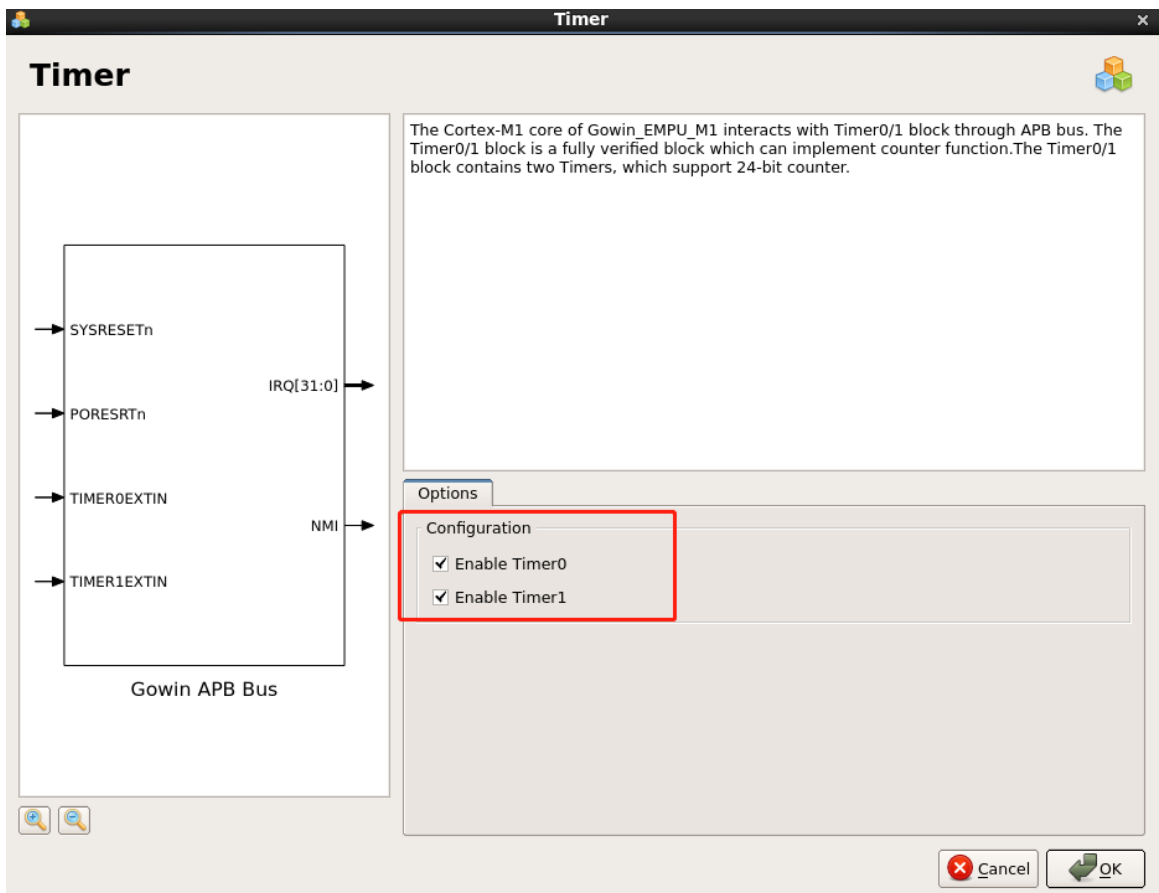 Timer
Timer
The Cortex-M1 core of Gowin_EMPU_M1 interacts with Timer0/1 block through APB bus. The
Timer0/1 block is a fully verified block which can implement counter function.The Timer0/1
block contains two Timers, which support 24-bit counter.
SYSRESETn
IRQ[31:0]
PORESRTn
TIMER0EXTIN
NMI
TIMER1EXTIN
Gowin APB Bus
Options
Configuration
Enable Timer0
Enable Timer1
Cancel
OK